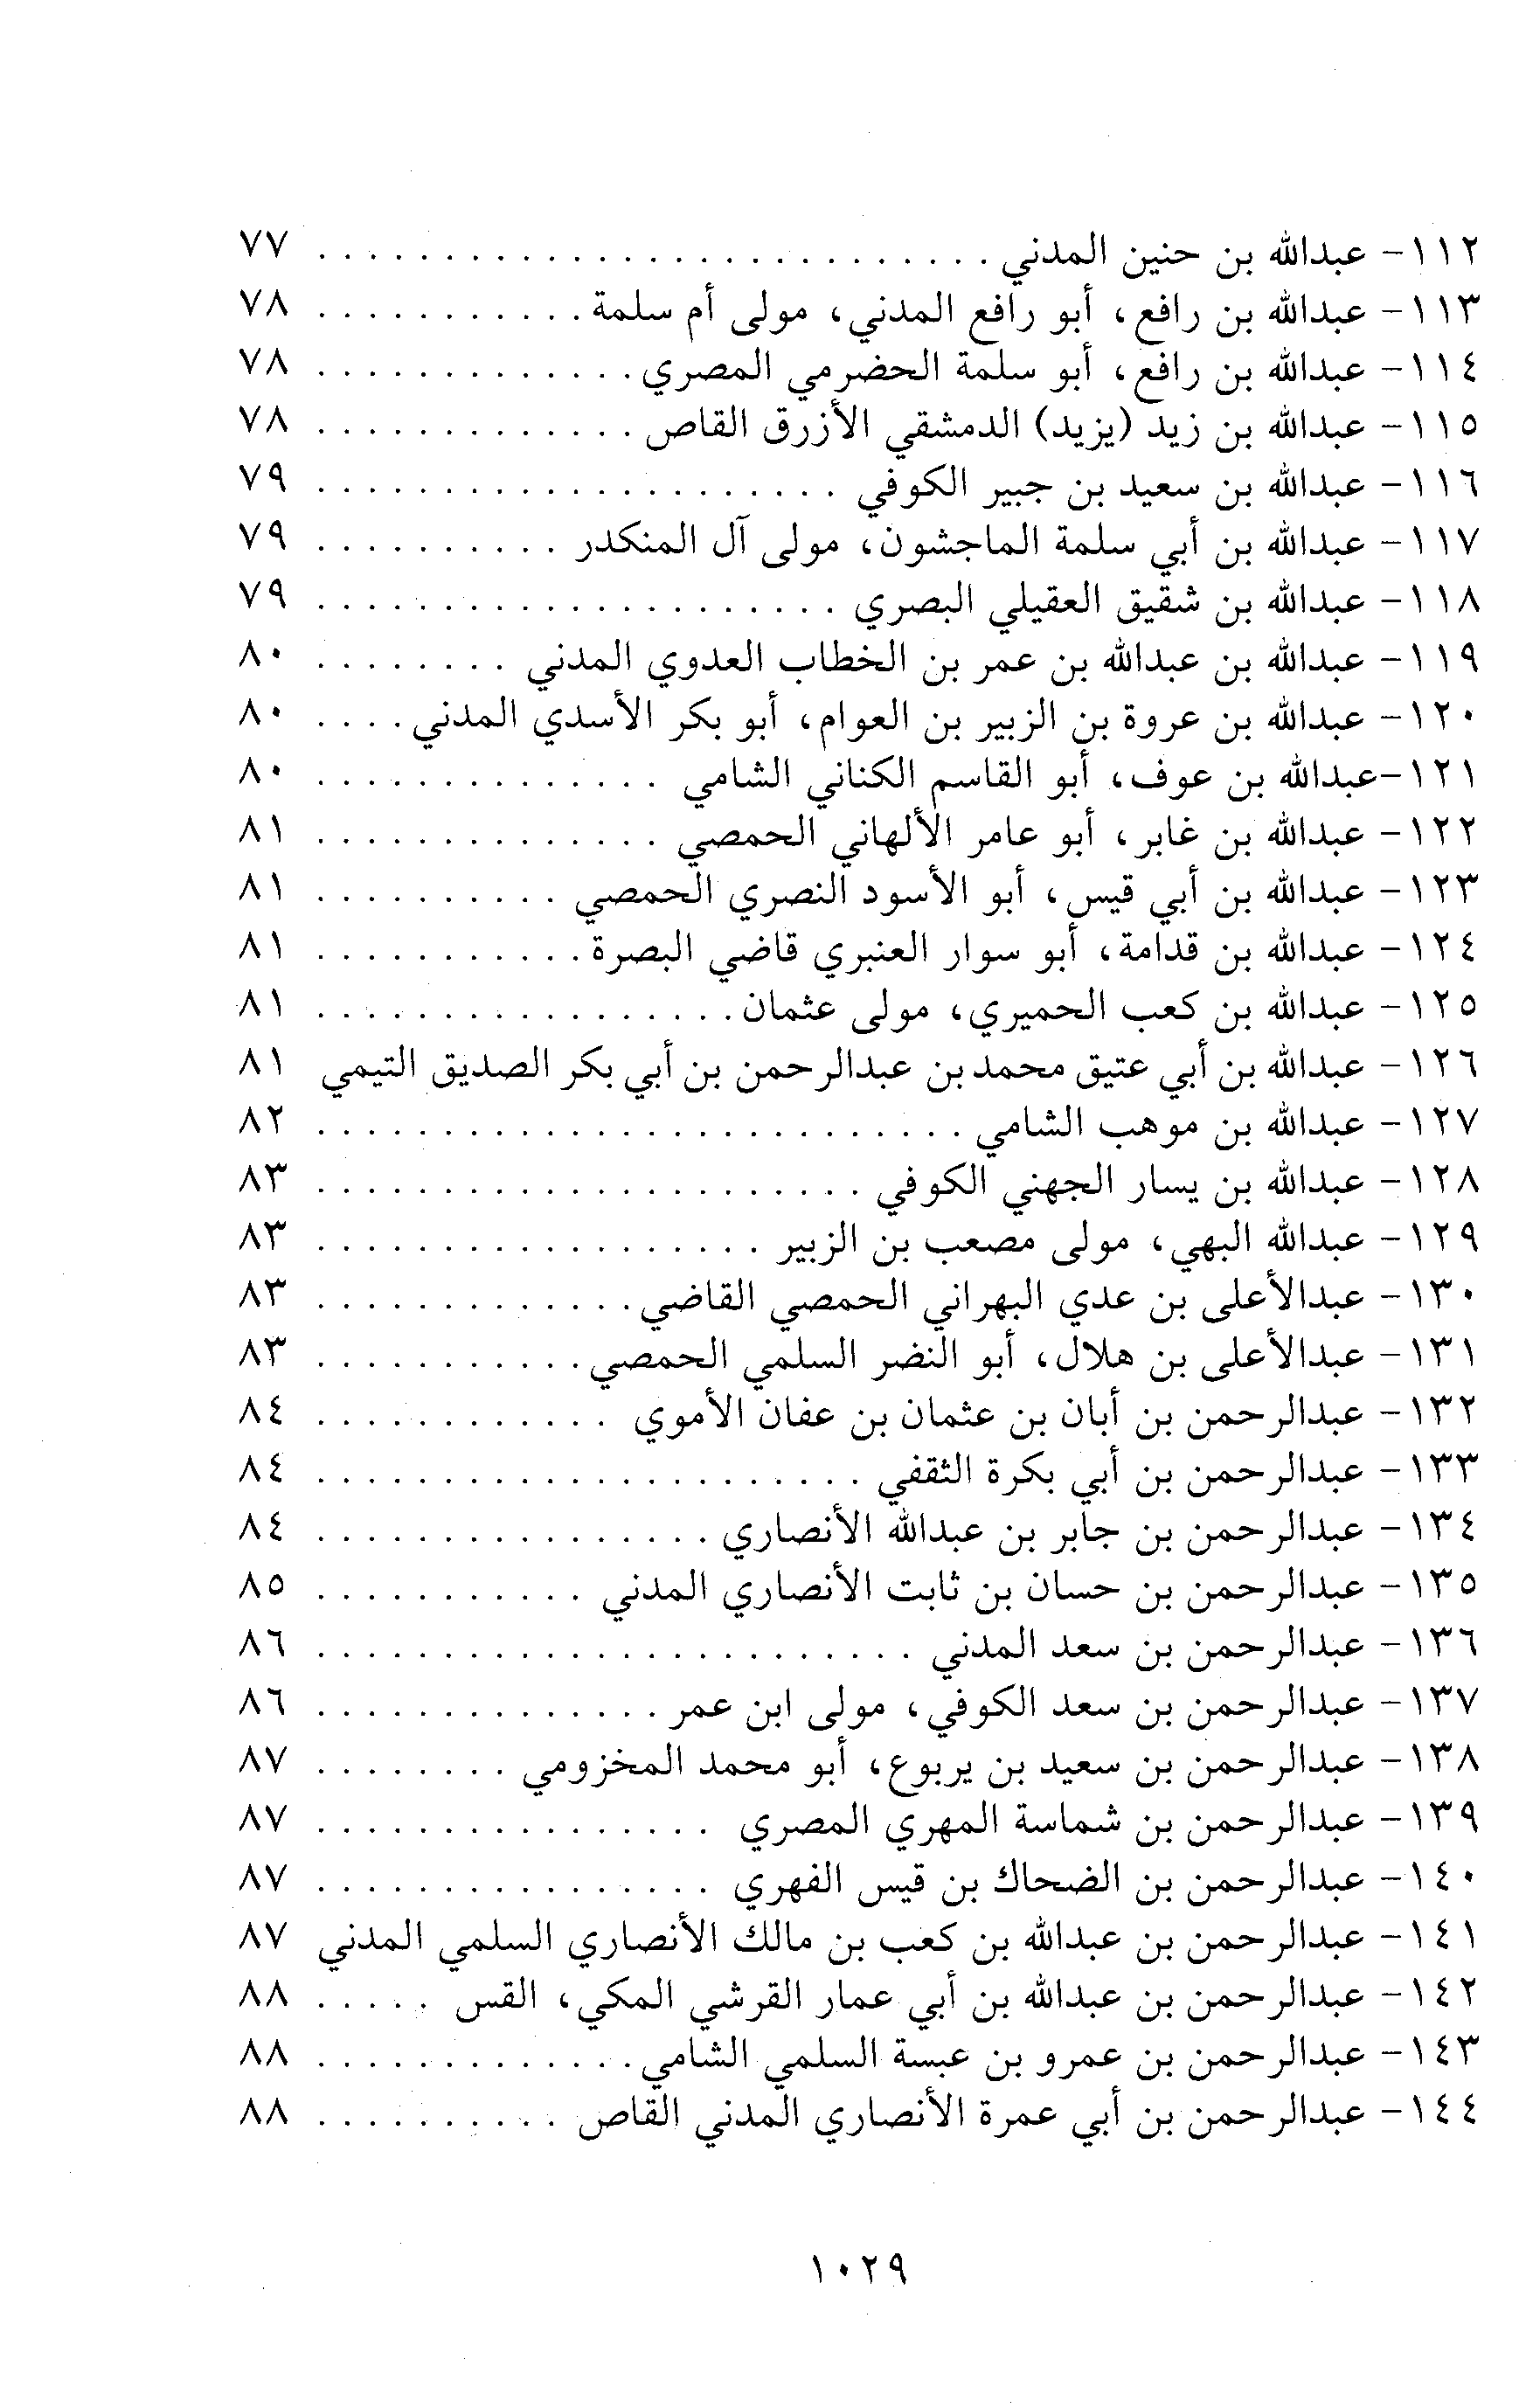 ١١٢- عبدالله بن حنين المدني . . . . . . . . . . . . . . . . . . . . . . . . . . . ٧٧
١١٣- عبدالله بن رافع، أبو رافع المدني، مولى أم سلمة . . . . . . . . . . . ٧٨
١١٤- عبدالله بن رافع، أبو سلمة الحضرمي المصري . . . . . . . . . . . . . ٧٨
١١٥- عبدالله بن زيد (يزيد) الدمشقي الأزرق القاص . . . . . . . . . . . . . ٧٨
١١٦- عبدالله بن سعيد بن جبير الكوفي . . . . . . . . . . . . . . . . . . . . . ٧٩
١١٧- عبدالله بن أبي سلمة الماجشون، مولى آل المنكدر . . . . . . . . . . ٧٩
١١٨- عبدالله بن شقيق العقيلي البصري . . . . . . . . . . . . . . . . . . . . . ٧٩
١١٩- عبدالله بن عبدالله بن عمر بن الخطاب العدوي المدني . . . . . . . . ٨٠
١٢٠- عبدالله بن عروة بن الزبير بن العوام، أبو بكر الأسدي المدني . . . . ٨٠
١٢١-عبدالله بن عوف، أبو القاسم الكناني الشامي . . . . . . . . . . . . . . ٨٠
١٢٢- عبدالله بن غابر، أبو عامر الألهاني الحمصي . . . . . . . . . . . . . . ٨١
١٢٣- عبدالله بن أبي قيس، أبو الأسود النصري الحمصي . . . . . . . . . . ٨١
١٢٤- عبدالله بن قدامة، أبو سوار العنبري قاضي البصرة . . . . . . . . . . . ٨١
١٢٥- عبدالله بن كعب الحميري، مولى عثمان . . . . . . . . . . . . . . . . . ٨١
١٢٦- عبدالله بن أبي عتيق محمد بن عبدالرحمن بن أبي بكر الصديق التيمي ٨١
١٢٧- عبدالله بن موهب الشامي . . . . . . . . . . . . . . . . . . . . . . . . . . ٨٢
١٢٨- عبدالله بن يسار الجهني الكوفي . . . . . . . . . . . . . . . . . . . . . . ٨٣
١٢٩- عبدالله البهي، مولى مصعب بن الزبير . . . . . . . . . . . . . . . . . . ٨٣
١٣٠- عبدالأعلى بن عدي البهراني الحمصي القاضي . . . . . . . . . . . . . ٨٣
١٣١- عبدالأعلى بن هلال، أبو النضر السلمي الحمصي . . . . . . . . . . . ٨٣
١٣٢- عبدالرحمن بن أبان بن عثمان بن عفان الأموي . . . . . . . . . . . . ٨٤
١٣٣- عبدالرحمن بن أبي بكرة الثقفي . . . . . . . . . . . . . . . . . . . . . . ٨٤
١٣٤- عبدالرحمن بن جابر بن عبدالله الأنصاري . . . . . . . . . . . . . . . . ٨٤
١٣٥- عبدالرحمن بن حسان بن ثابت الأنصاري المدني . . . . . . . . . . . ٨٥
١٣٦- عبدالرحمن بن سعد المدني . . . . . . . . . . . . . . . . . . . . . . . . ٨٦
١٣٧- عبدالرحمن بن سعد الكوفي، مولى ابن عمر . . . . . . . . . . . . . . ٨٦
١٣٨- عبدالرحمن بن سعيد بن يربوع، أبو محمد المخزومي . . . . . . . . ٨٧
١٣٩- عبدالرحمن بن شماسة المهري المصري . . . . . . . . . . . . . . . . ٨٧
١٤٠- عبدالرحمن بن الضحاك بن قيس الفهري . . . . . . . . . . . . . . . . ٨٧
١٤١- عبدالرحمن بن عبدالله بن كعب بن مالك الأنصاري السلمي المدني ٨٧
١٤٢- عبدالرحمن بن عبدالله بن أبي عمار القرشي المكي، القس . . . . . ٨٨
١٤٣- عبدالرحمن بن عمرو بن عبسة السلمي الشامي . . . . . . . . . . . . . ٨٨
١٤٤- عبدالرحمن بن أبي عمرة الأنصاري المدني القاص . . . . . . . . . . ٨٨
١٠٢٩